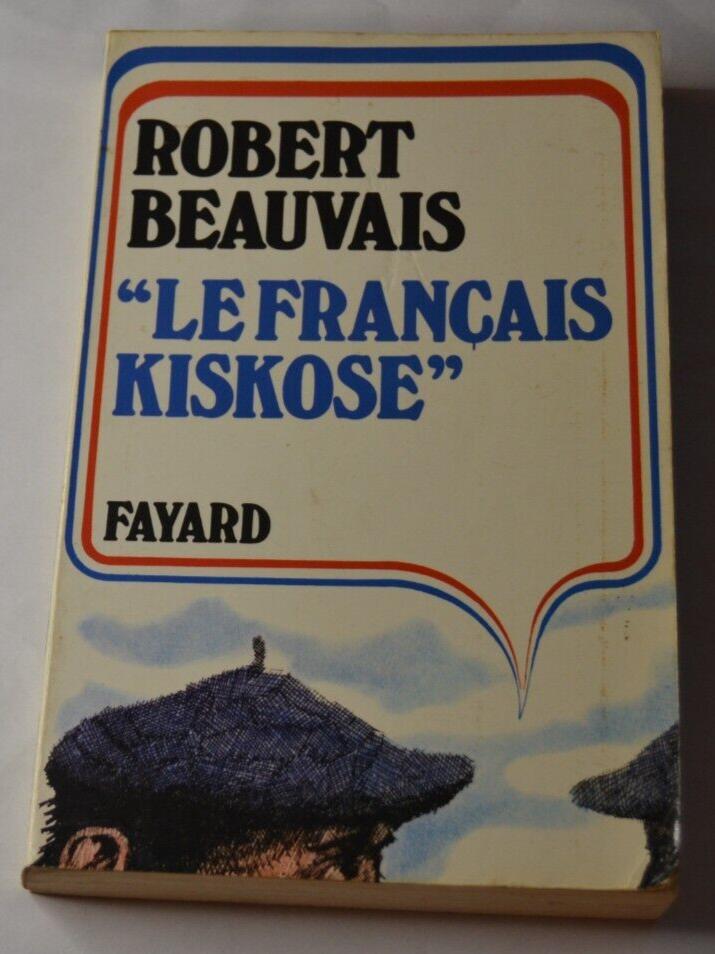 ROBERT
BEAUVAIS
“LE FRANÇAIS
KISKOSE”
FAYARD